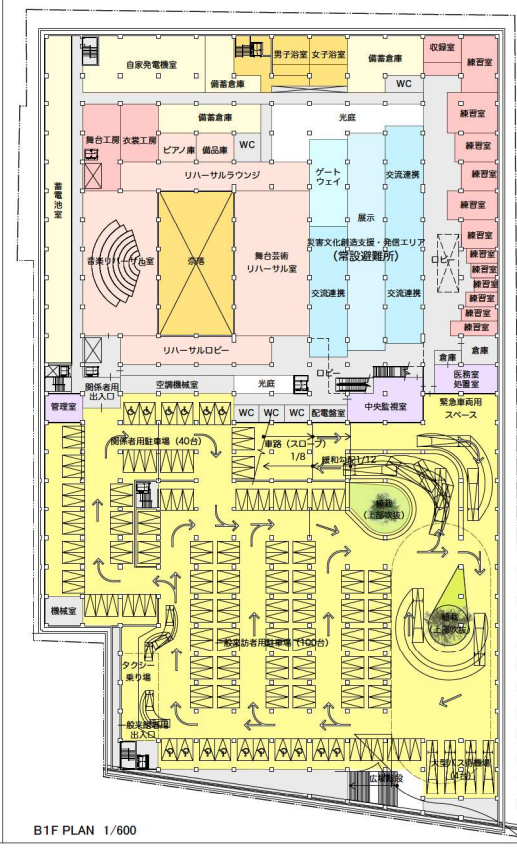 収録室
男子浴室 女子浴室
備蓄倉庫
練習室
自家発電機室
備蓄倉庫
WC
練習室
備蓄倉庫
光庭
練習室
舞台工房 衣裳工房
ピアノ庫 備品庫 WC
ゲート
ウェイ
交流連携
練習室
リハーサルラウンジ
蓄電池室
練習室
展示
練習室
災害文化創造支援・発信エリア
(常設避難所)
音楽リハーサル室
奈落
舞台芸術
リハーサル室
ロビー
練習室
練習室
練習室
交流連携
交流連携
練習室
練習室
練習室
リハーサルロビー
倉庫
倉庫
ロビー
医務室
処置室
関係者用
出入口
空調機械室
光庭
管理室
WC WC WC 配電盤室
中央監視室
緊急車両用
スペース
関係者用駐車場(40台)
車路(スロープ)
1/8
緩和勾配1/12
植栽
(上部吹抜)
機械室
植栽
(上部吹抜)
一般来訪者用駐車場(100台)
タクシー
乗り場
一般来館者用
出入口
大型バス待機場
(4台)
広場階段
B1F PLAN 1/600